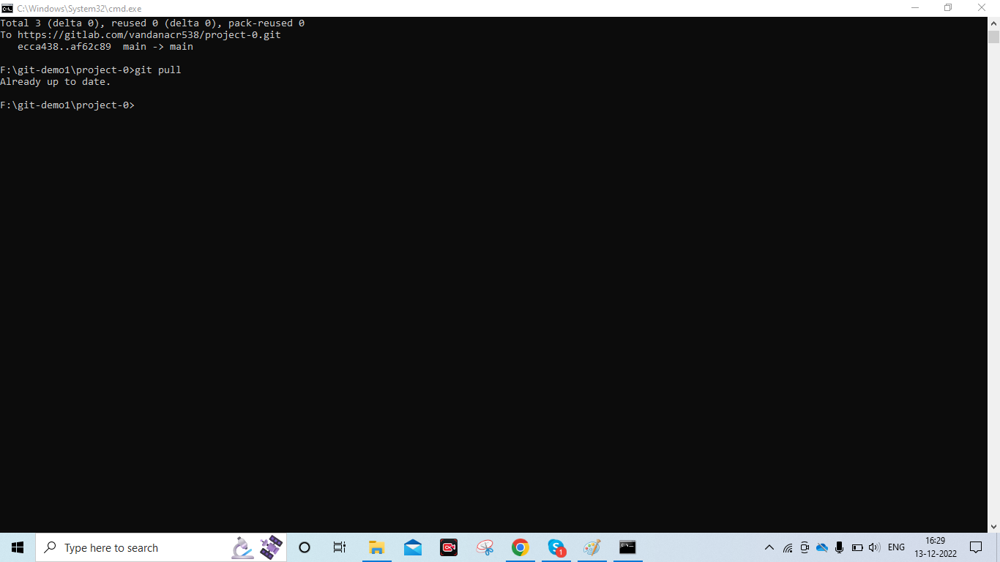 C:\Windows\System32\cmd.exe
Total 3 (delta 0), reused 0 (delta 0), pack-reused 0
To https://gitlab.com/vandanacr538/project-0.git
   ecca438..af62c89  main -> main
F:\git-demo1\project-0>git pull
Already up to date.
F:\git-demo1\project-0>
Type here to search
1
ENG
16:29
13-12-2022